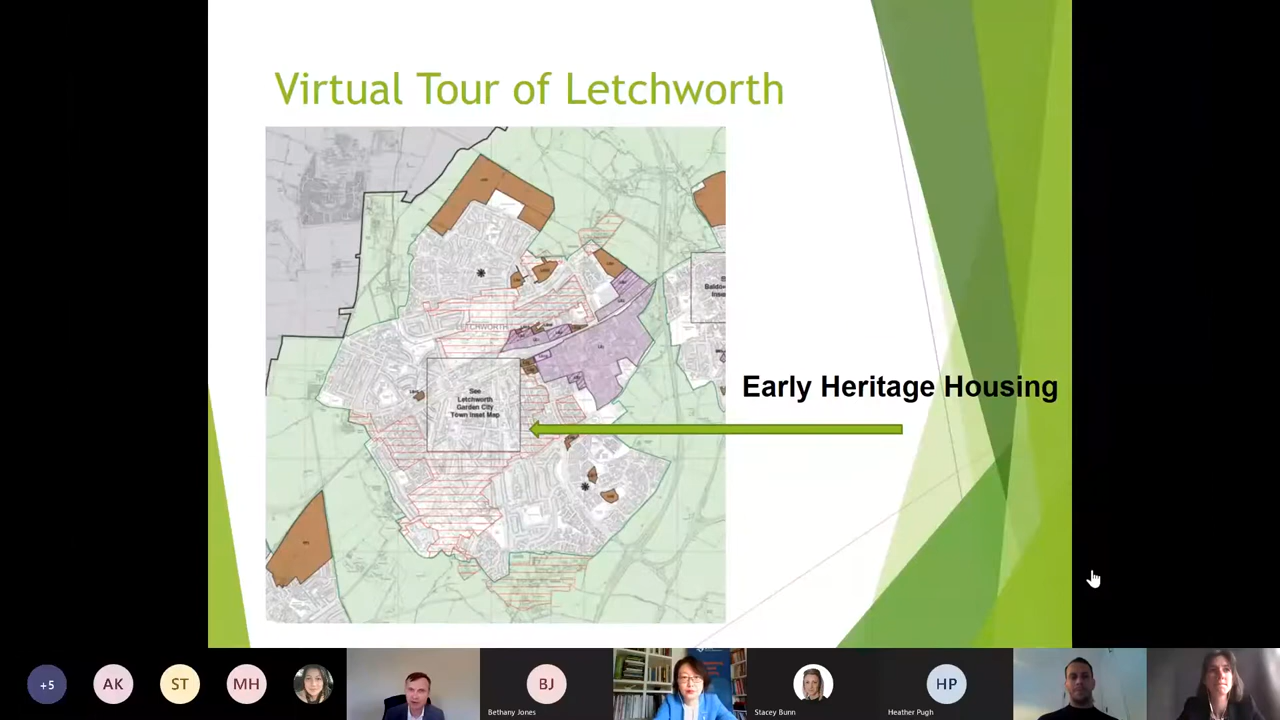 Virtual Tour of Letchworth
LETCHWORTH
See
Letchworth
Garden City
Town Inset Map
Early Heritage Housing
+5
AK
ST
MH
BJ
Bethany Jones
Stacey Bunn
HP
Heather Pugh